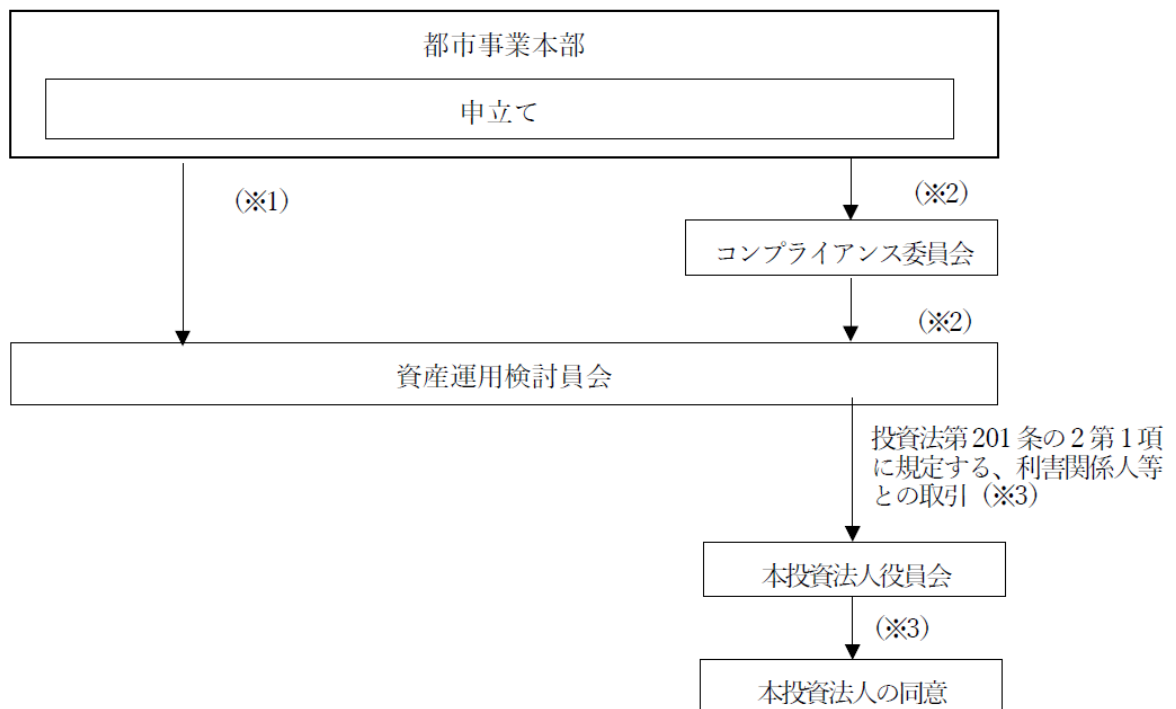 都市事業本部
申立て
(※1)
(※2)
コンプライアンス委員会
(※2)
資産運用検討員会
投資法第 201 条の 2 第 1 項
に規定する、利害関係人等
との取引（※3）
本投資法人役員会
(※3)
本投資法人の同意